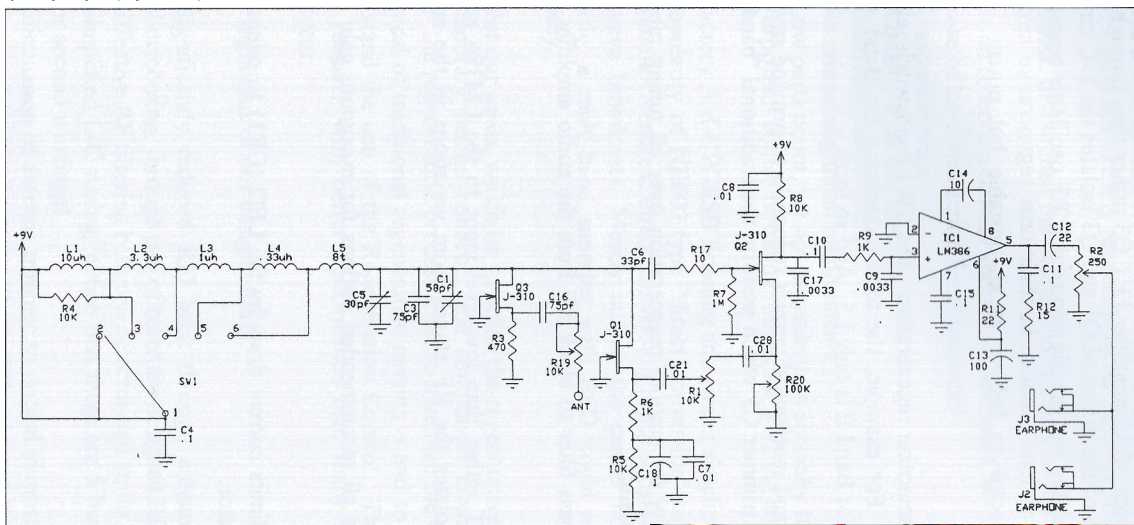 +9V
L1
10uh
L2
3.3uh
L3
1uh
L4
.33uh
L5
8t
R4
10K
2
3
4
5
6
SW1
1
C4
.1
C5
30pf
C3
75pf
C1
58pf
Q3
J-310
R3
470
C16
75pf
R19
10K
ANT
Q1
J-310
C6
33pf
R17
10
R7
1M
C21
.01
R1
10K
C28
.01
R20
100K
R6
1K
R5
10K
C18
1
C7
.01
+9V
C8
.01
R8
10K
J-310
Q2
C10
.1
C17
.0033
R9
1K
C9
.0033
C14
10
1
8
2
-
3
+
IC1
LM386
7
6
5
C15
.1
+9V
R11
22
C13
100
C11
.1
R12
15
C12
22
R2
250
J3
EARPHONE
J2
EARPHONE